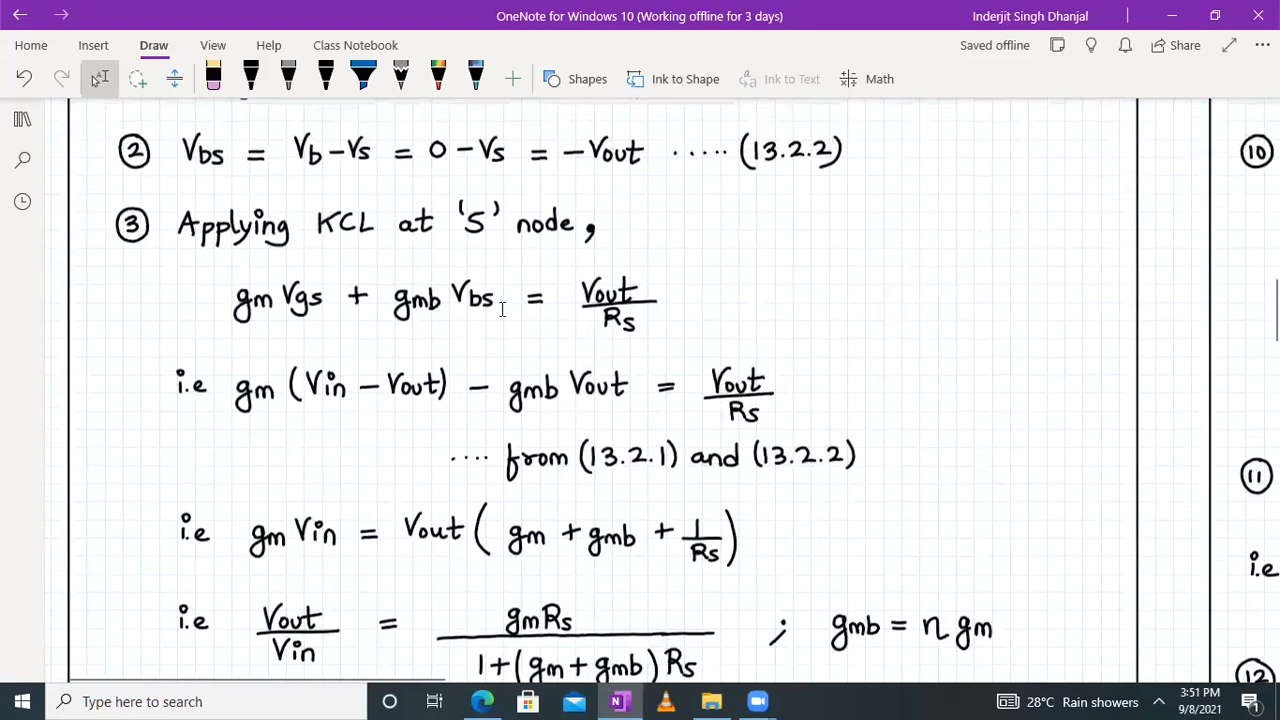 OneNote for Windows 10 (Working offline for 3 days)
Inderjit Singh Dhanjal
Home Insert Draw View Help Class Notebook
Saved offline
Share
Shapes
Ink to Shape
Ink to Text
Math
② Vbs = Vb - Vs = 0 - Vs = - Vout ..... (13.2.2)
③ Applying KCL at 'S' node,
gm Vgs + gmb Vbs = Vout/Rs
i.e gm (Vin - Vout) - gmb Vout = Vout/Rs
.... from (13.2.1) and (13.2.2)
i.e gm Vin = Vout ( gm + gmb + 1/Rs )
i.e Vout/Vin = gmRs / 1+(gm+gmb)Rs ; gmb = η gm
⑩
⑪
i.e
⑫
Type here to search
28°C Rain showers
3:51 PM
9/8/2021
1